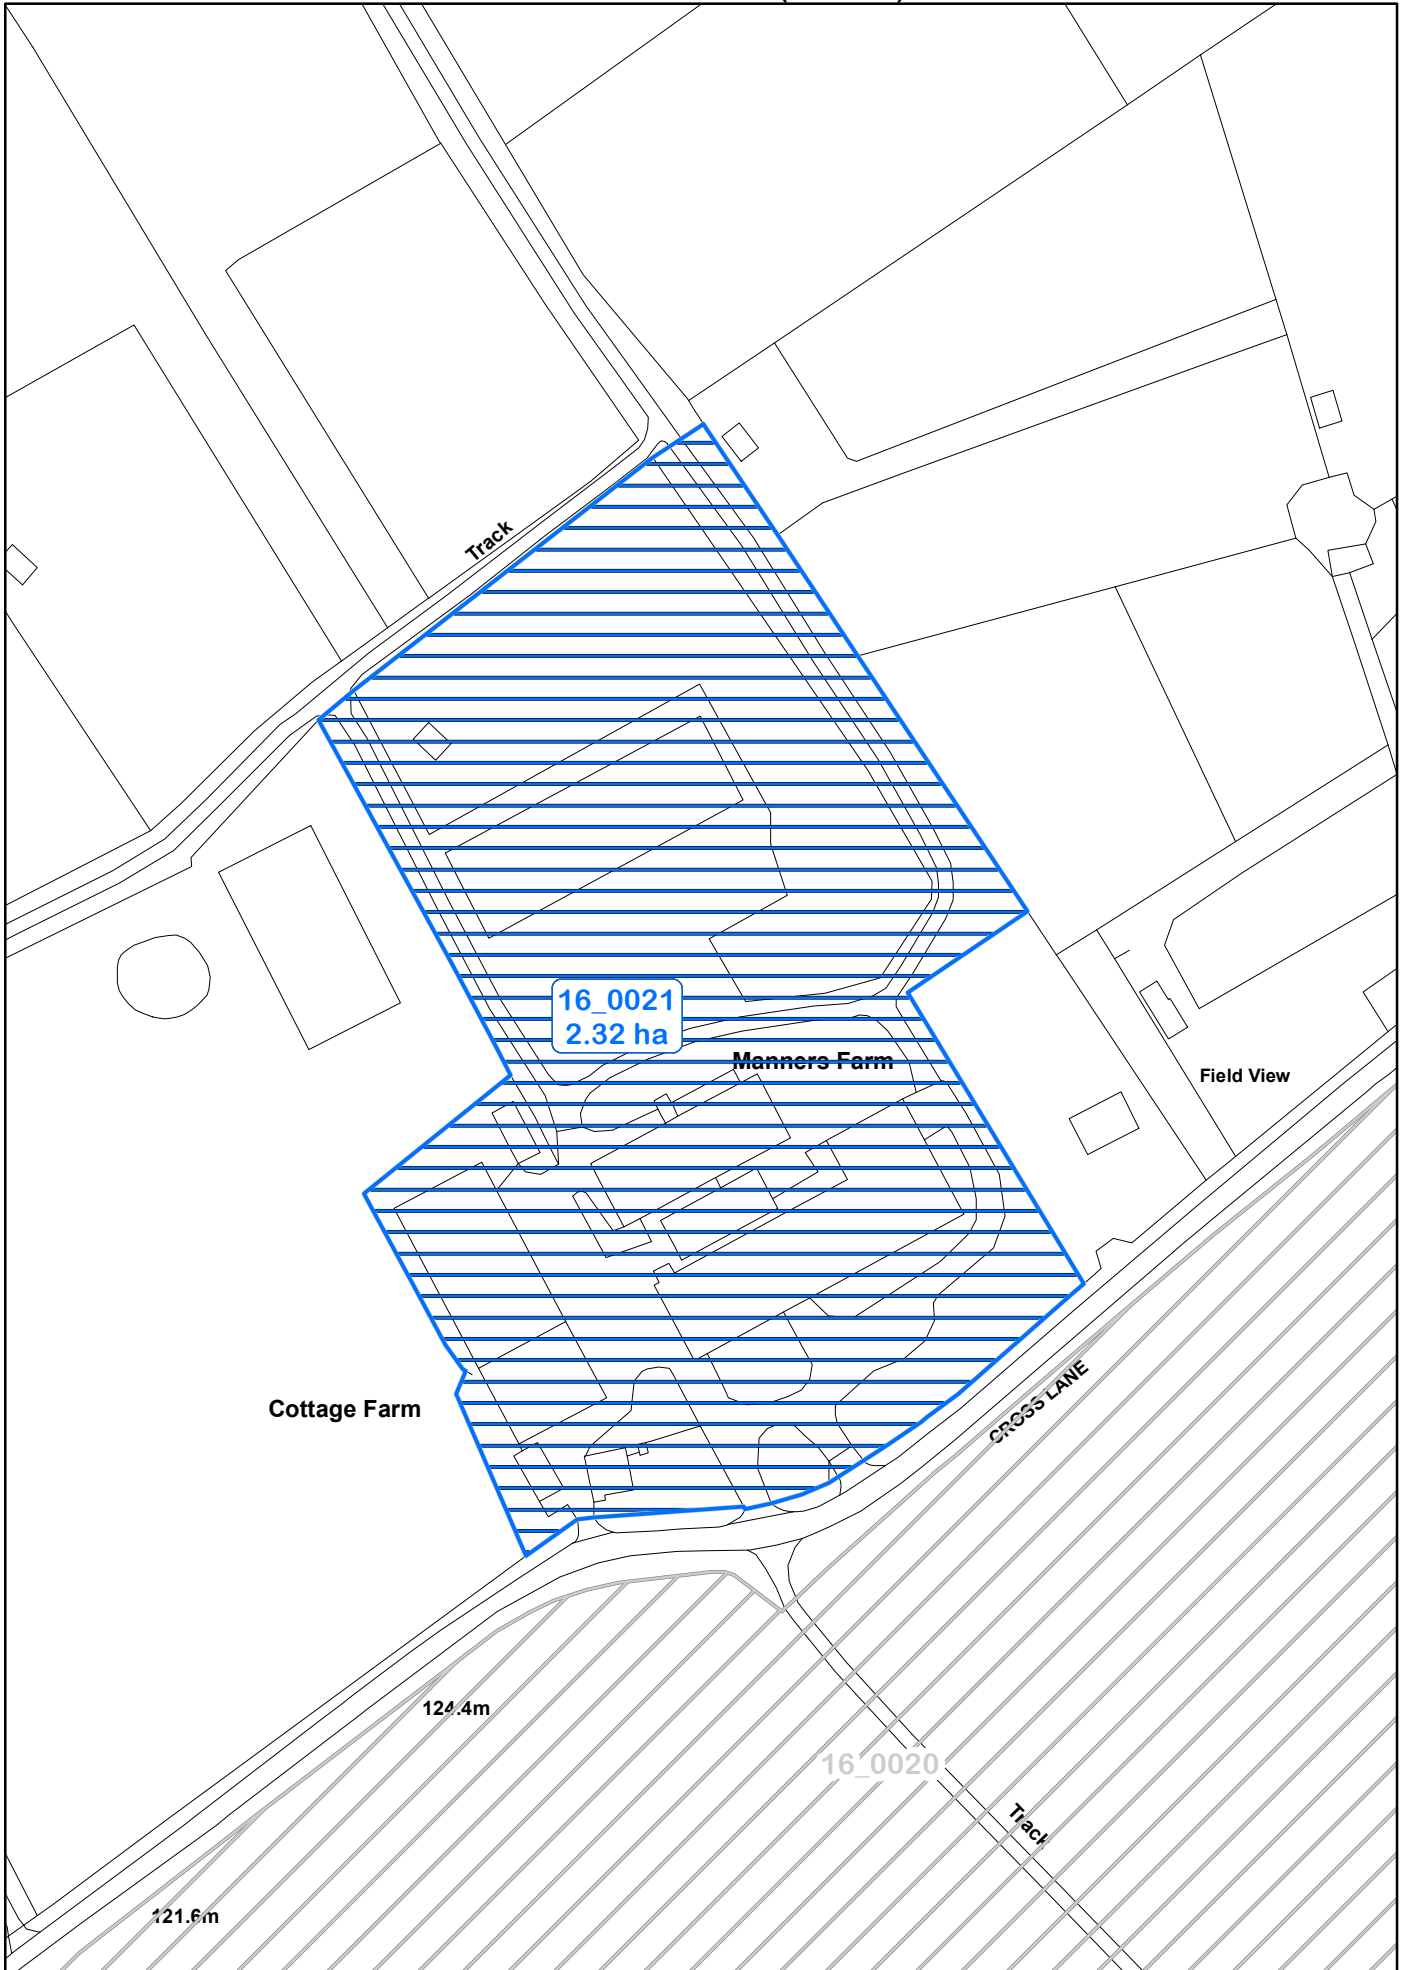 Track
16_0021
2.32 ha
Manners Farm
Field View
CROSS LANE
Cottage Farm
124.4m
16_0020
Track
121.6m